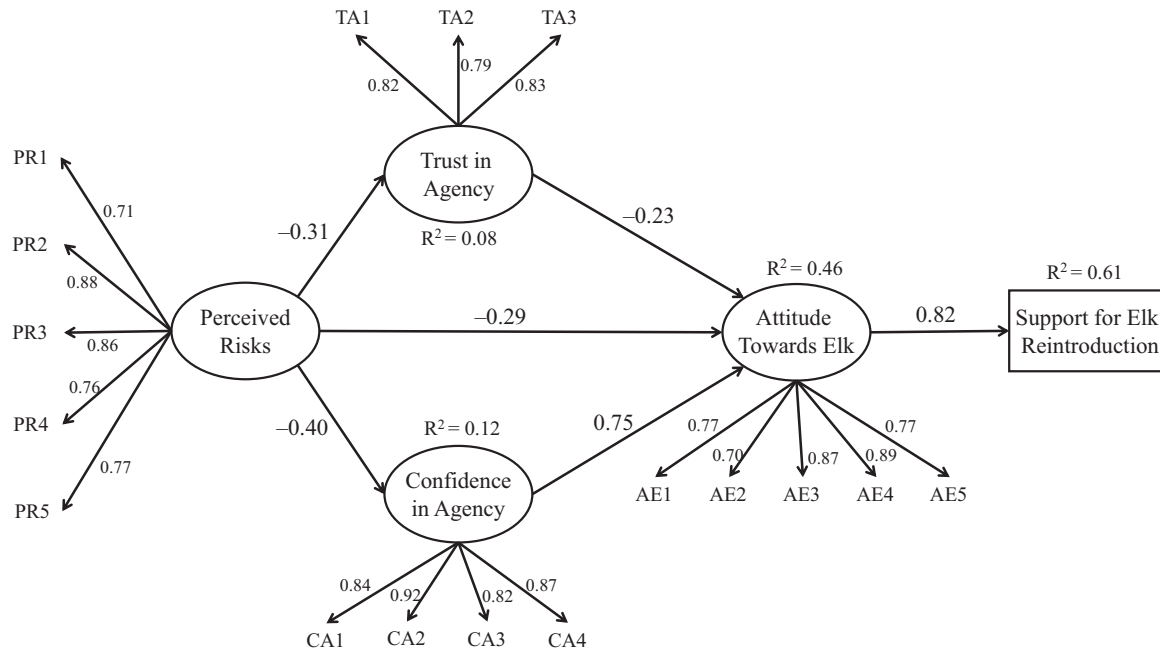 TA1 TA2 TA3
0.82 0.79 0.83
PR1
PR2
PR3
PR4
PR5
0.71
0.88
0.86
0.76
0.77
Perceived
Risks
–0.31
–0.29
–0.40
Trust in
Agency
R² = 0.08
–0.23
R² = 0.12
Confidence
in Agency
0.75
0.84 0.92 0.82 0.87
CA1 CA2 CA3 CA4
R² = 0.46
Attitude
Towards Elk
0.77 0.70 0.87 0.89 0.77
AE1 AE2 AE3 AE4 AE5
0.82
R² = 0.61
Support for Elk
Reintroduction